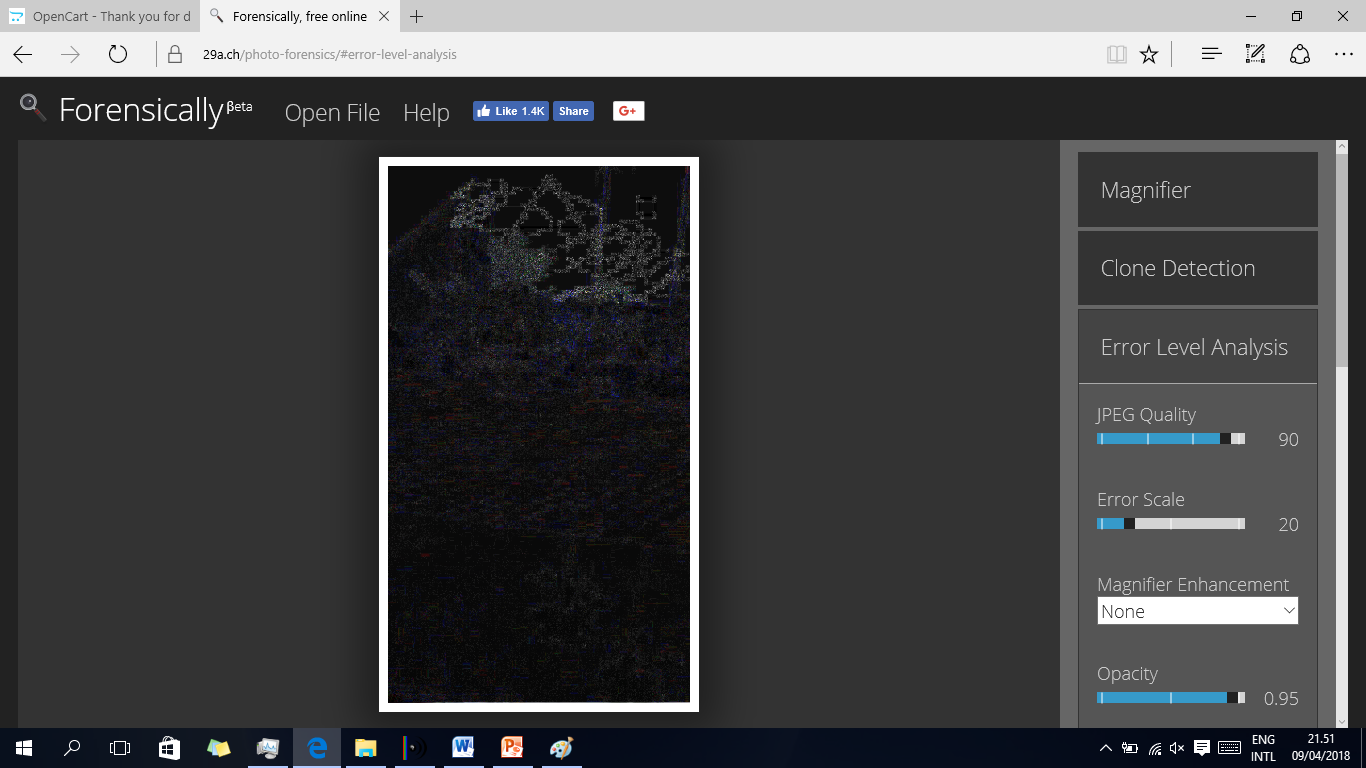 OpenCart - Thank you for d
Forensically, free online
29a.ch/photo-forensics/#error-level-analysis
Forensically βeta
Open File
Help
Like 1.4K
Share
G+
Magnifier
Clone Detection
Error Level Analysis
JPEG Quality
90
Error Scale
20
Magnifier Enhancement
None
Opacity
0.95
ENG
INTL
21.51
09/04/2018